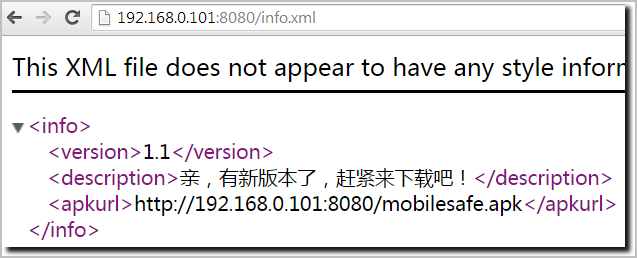 192.168.0.101:8080/info.xml
This XML file does not appear to have any style inforn
<info>
<version>1.1</version>
<description>亲，有新版本了，赶紧来下载吧！</description>
<apkurl>http://192.168.0.101:8080/mobilesafe.apk</apkurl>
</info>